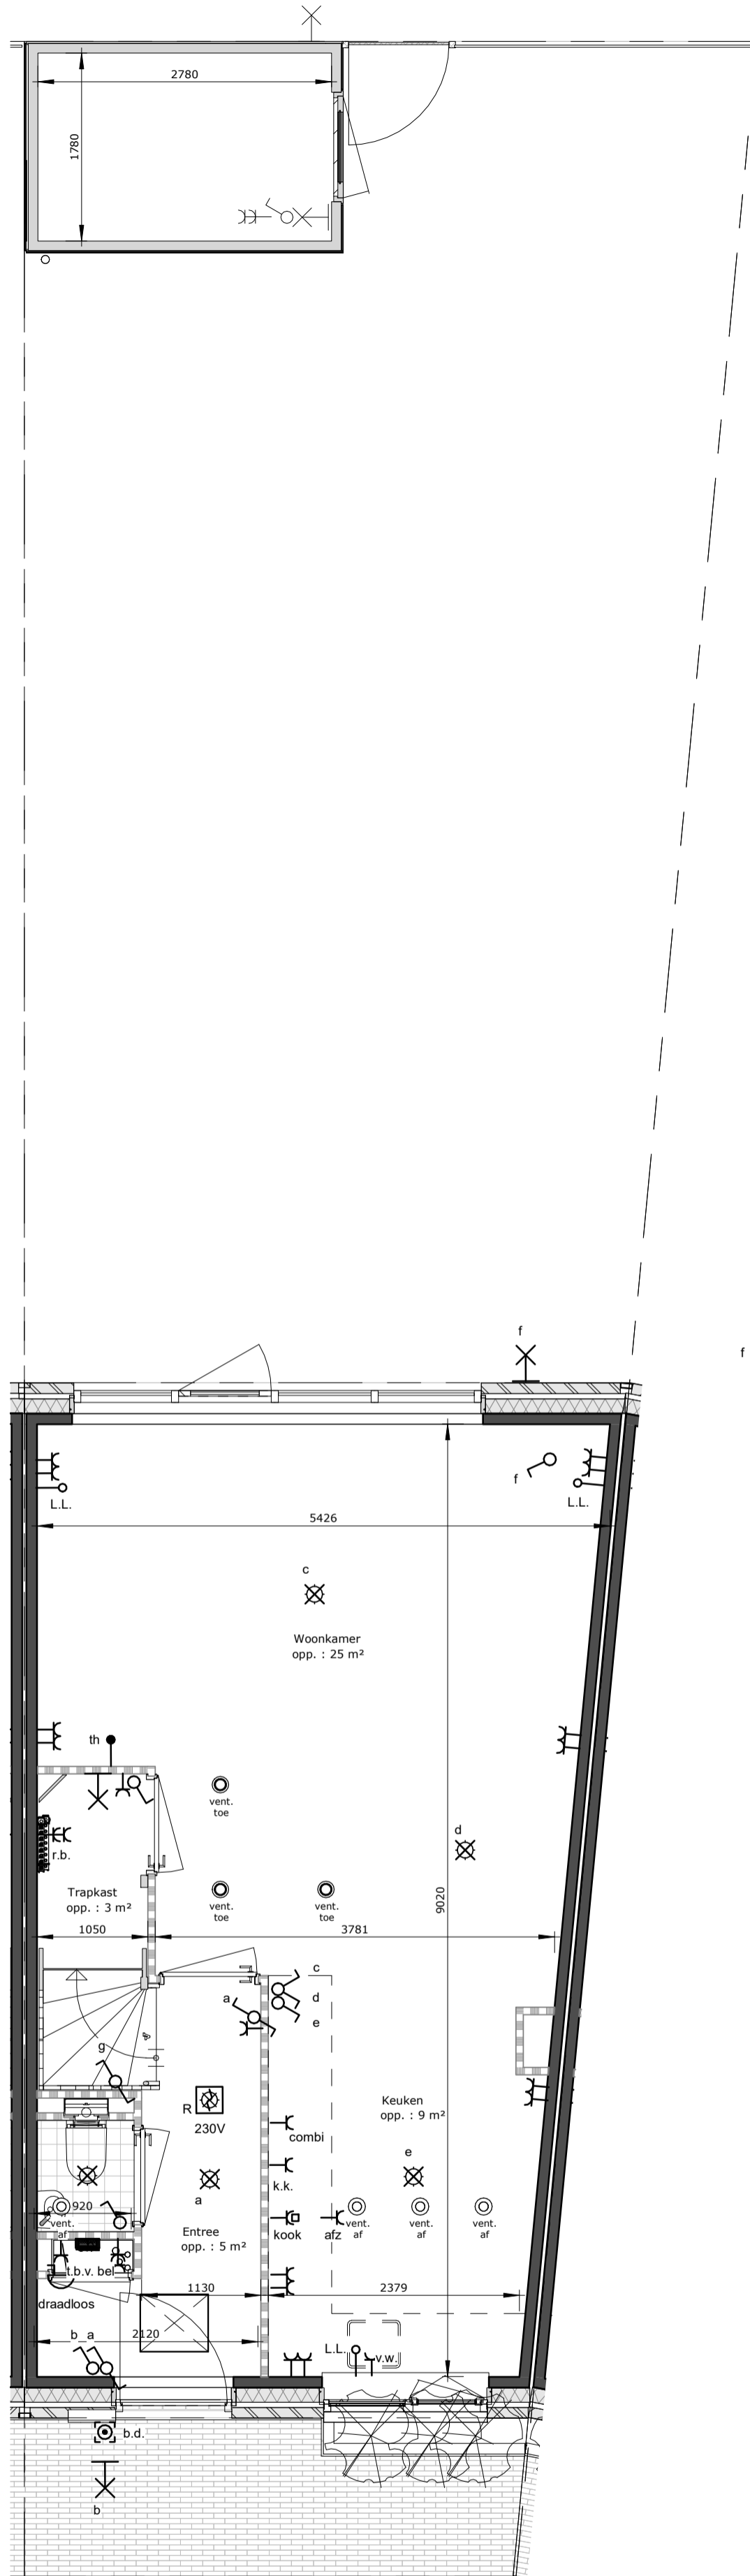 2780
1780
f
f
f
L.L.
L.L.
5426
c
Woonkamer
opp. : 25 m²
th
vent.
toe
d
r.b.
Trapkast
opp. : 3 m²
vent.
toe
vent.
toe
9020
1050
3781
c
a
d
e
g
Keuken
opp. : 9 m²
R
230V
combi
e
k.k.
a
920
vent.
af
Entree
opp. : 5 m²
kook
afz
vent.
af
vent.
af
vent.
af
t.b.v. bel
draadloos
1130
2379
b a
2120
L.L.
v.w.
b.d.
b